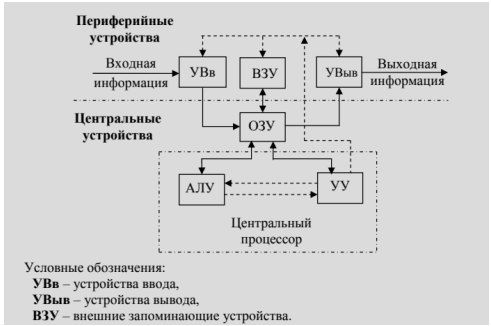 Периферийные
устройства
Входная
информация
УВв
ВЗУ
УВыв
Выходная
информация
Центральные
устройства
ОЗУ
АЛУ
УУ
Центральный
процессор
Условные обозначения:
УВв – устройства ввода,
УВыв – устройства вывода,
ВЗУ – внешние запоминающие устройства.